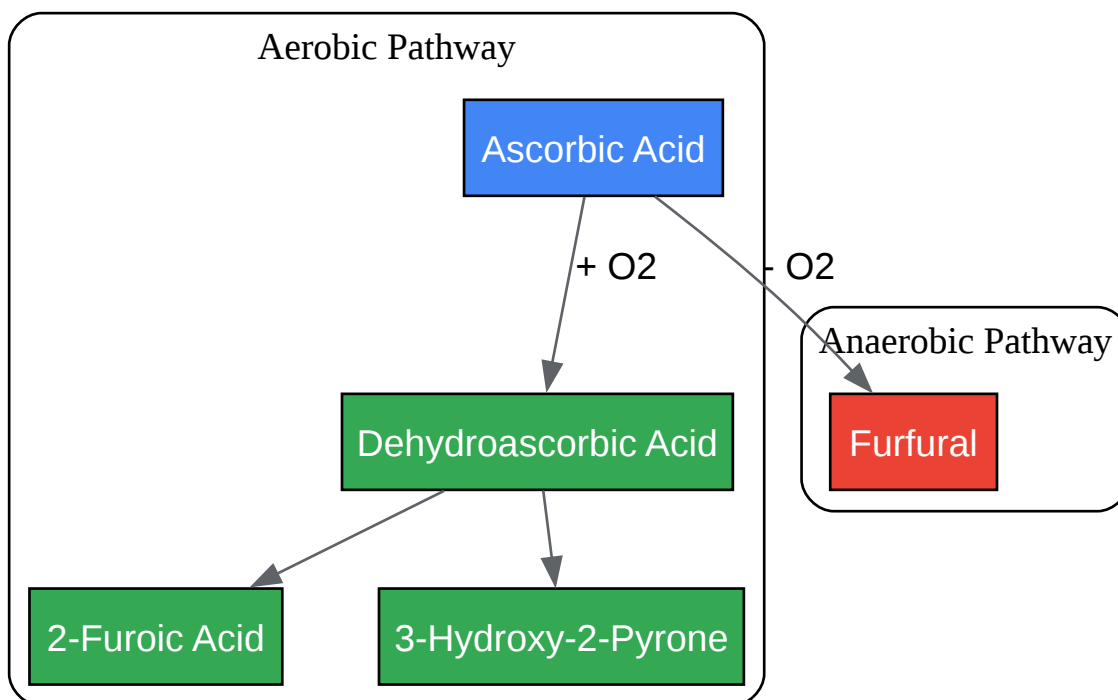 Aerobic Pathway
Ascorbic Acid
+ O2
- O2
Anaerobic Pathway
Dehydroascorbic Acid
Furfural
2-Furoic Acid
3-Hydroxy-2-Pyrone